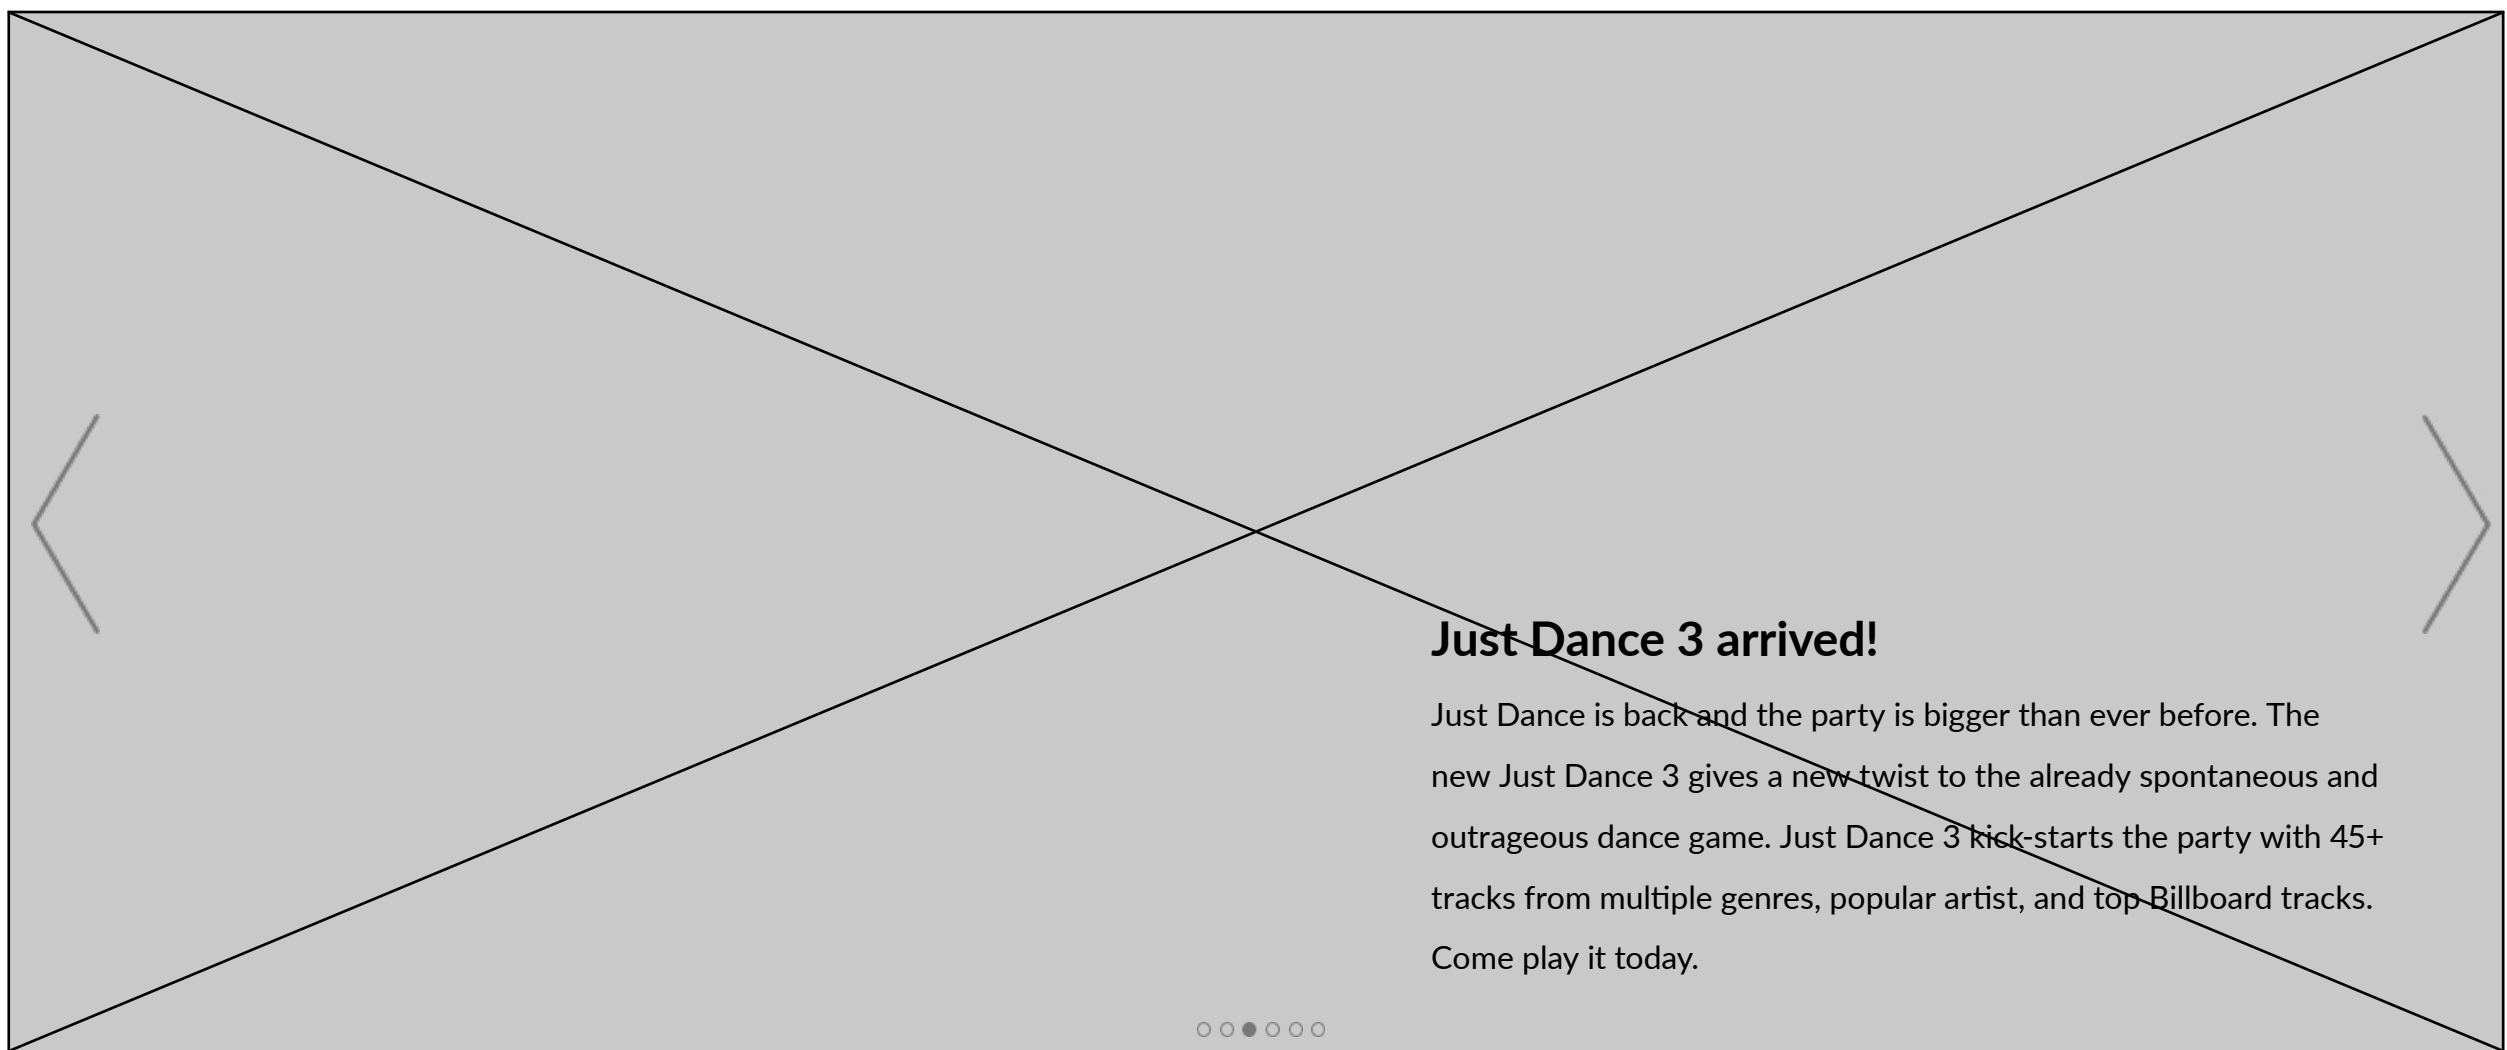 Just Dance 3 arrived!
Just Dance is back and the party is bigger than ever before. The
new Just Dance 3 gives a new twist to the already spontaneous and
outrageous dance game. Just Dance 3 kick-starts the party with 45+
tracks from multiple genres, popular artist, and top Billboard tracks.
Come play it today.